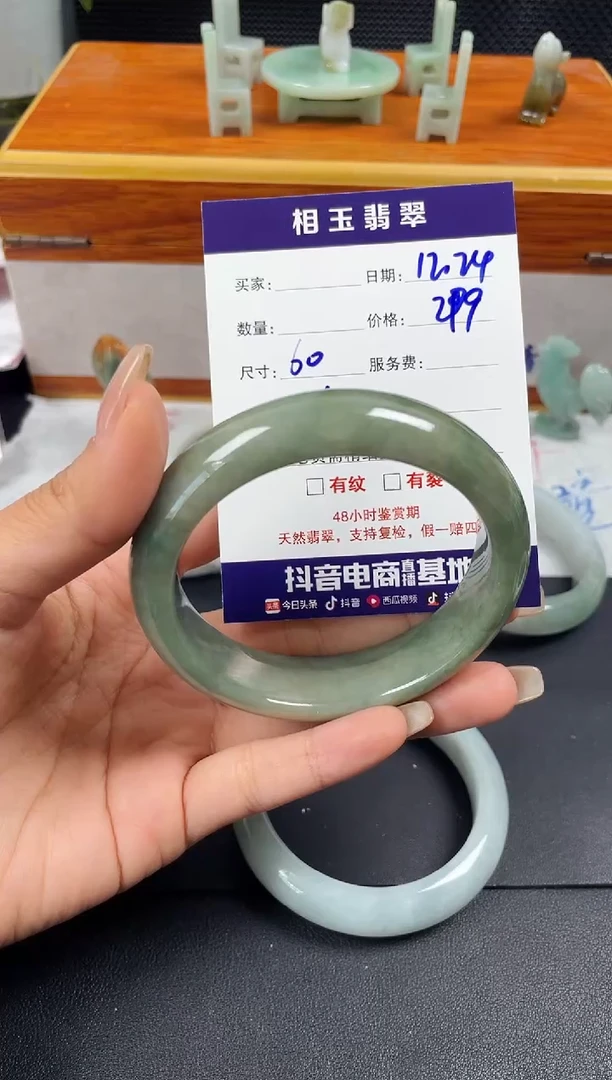 相玉翡翠
买家: 日期: 12.24
数量: 价格: 299
尺寸: 60 服务费:
□有纹 □有裂
48小时鉴赏期
天然翡翠，支持复检，假一赔四
抖音电商直播基地
头条 今日头条 抖音 西瓜视频